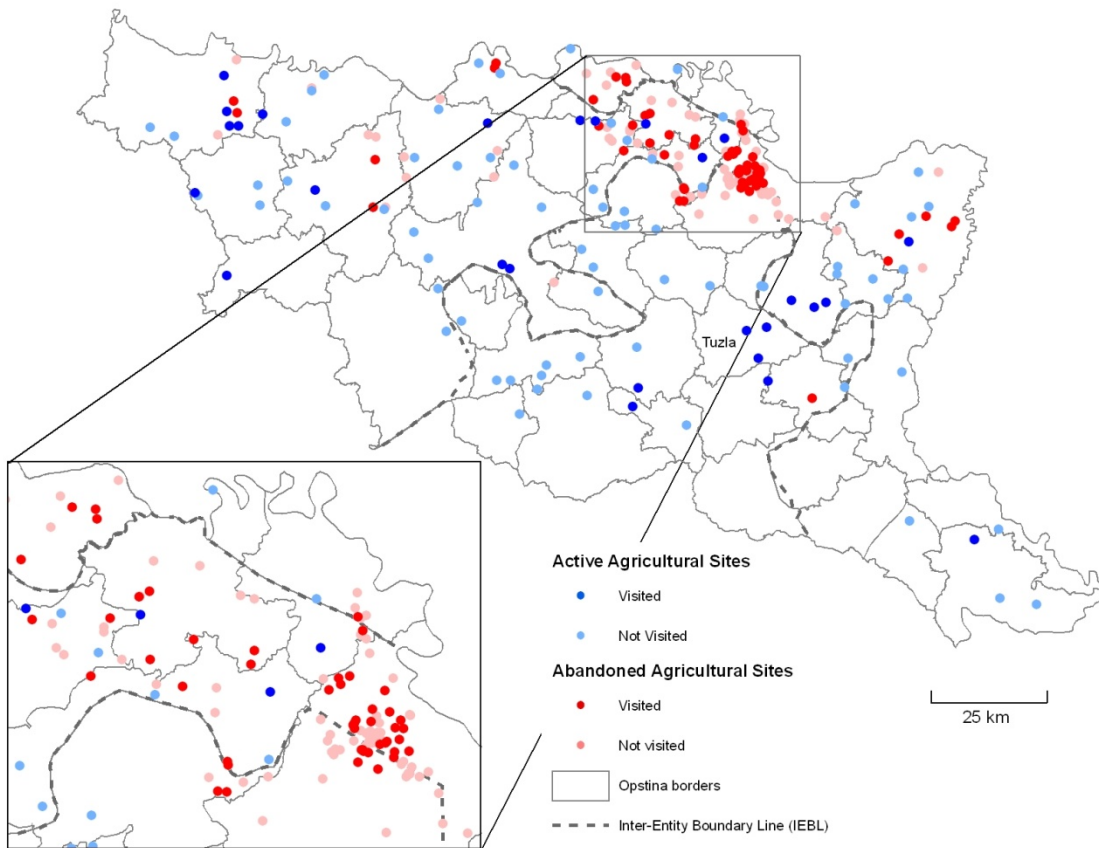 Tuzla
Active Agricultural Sites
Visited
Not Visited
Abandoned Agricultural Sites
Visited
Not visited
25 km
Opstina borders
Inter-Entity Boundary Line (IEBL)